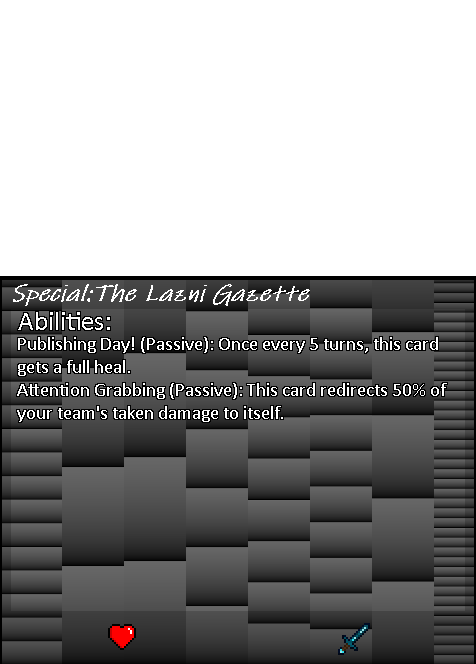 Special:The Lazni Gazette
Abilities:
Publishing Day! (Passive): Once every 5 turns, this card
gets a full heal.
Attention Grabbing (Passive): This card redirects 50% of
your team's taken damage to itself.